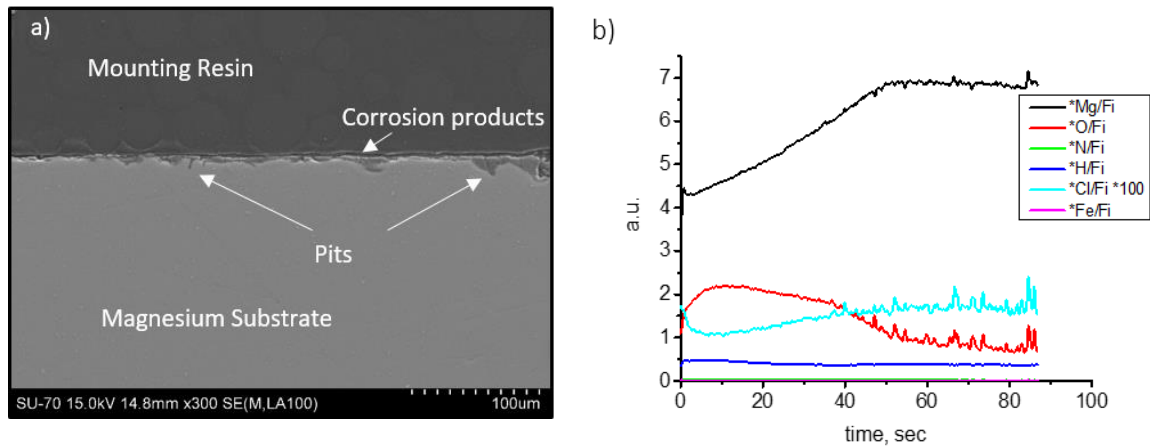 a)
Mounting Resin
Corrosion products
Pits
Magnesium Substrate
SU-70 15.0kV 14.8mm x300 SE(M,LA100)
100um
b)
7
6
5
4
3
2
1
0
a.u.
0 20 40 60 80 100
time, sec
*Mg/Fi
*O/Fi
*N/Fi
*H/Fi
*Cl/Fi *100
*Fe/Fi